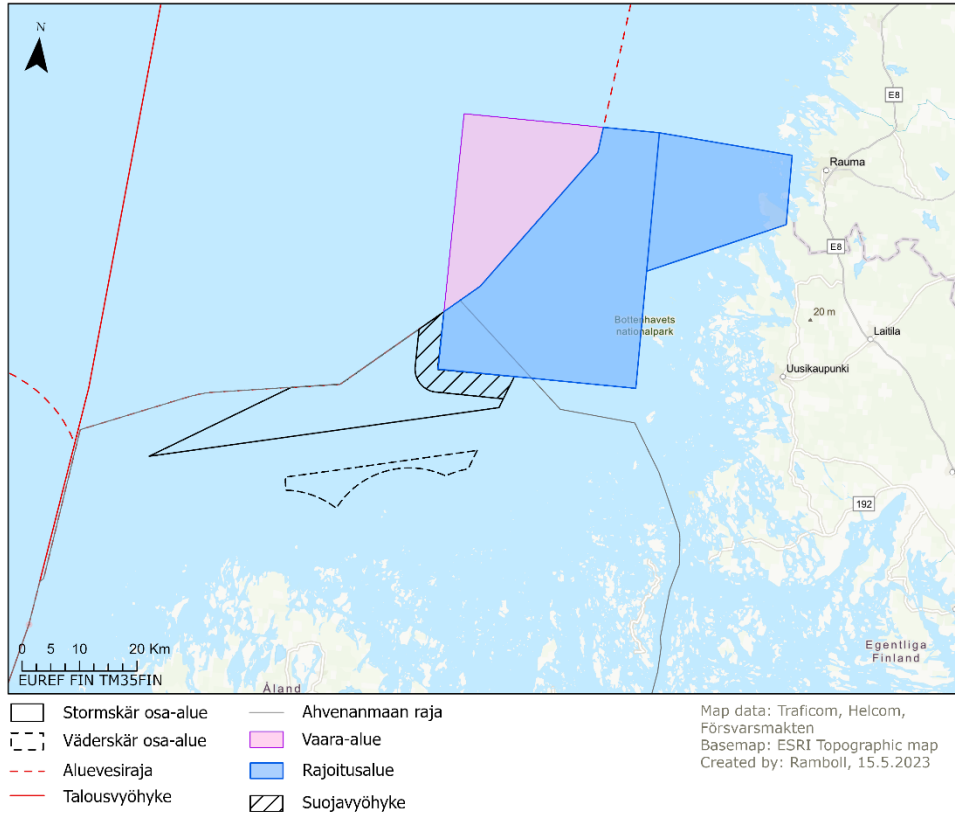 N
E8
Rauma
E8
Bottenhavets
nationalpark
20 m
Laitila
Uusikaupunki
192
0 5 10 20 Km
EUREF FIN TM35FIN
Åland
Egentliga
Finland
Stormskär osa-alue
Väderskär osa-alue
Aluevesiraja
Talousvyöhyke
Ahvenanmaan raja
Vaara-alue
Rajoitusalue
Suojavyöhyke
Map data: Traficom, Helcom,
Försvarsmakten
Basemap: ESRI Topographic map
Created by: Ramboll, 15.5.2023